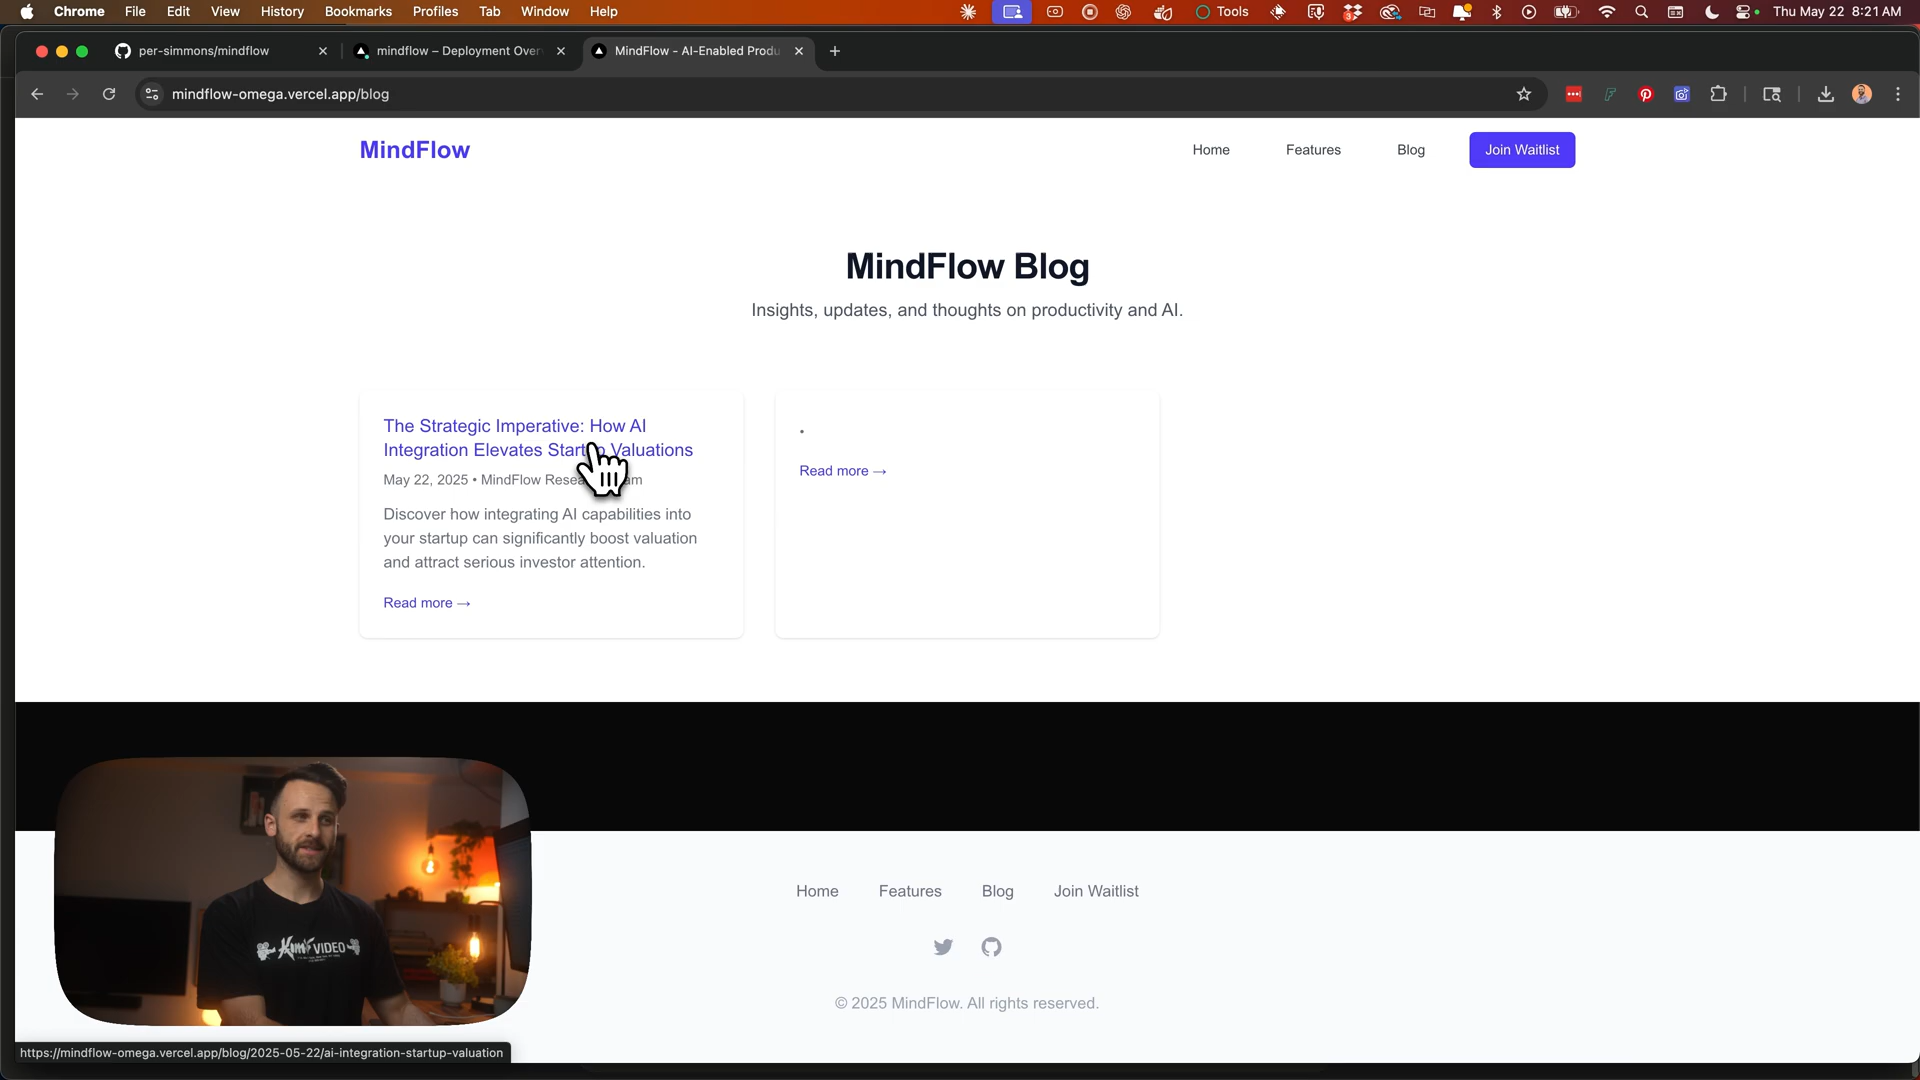 Chrome File Edit View History Bookmarks Profiles Tab Window Help
3
Tools
Thu May 22 8:21 AM
per-simmons/mindflow
mindflow – Deployment Over
MindFlow - AI-Enabled Produ
mindflow-omega.vercel.app/blog
MindFlow
Home
Features
Blog
Join Waitlist
MindFlow Blog
Insights, updates, and thoughts on productivity and AI.
The Strategic Imperative: How AI
Integration Elevates Startup Valuations
May 22, 2025 • MindFlow
Discover how integrating AI capabilities into
your startup can significantly boost valuation
and attract serious investor attention.
Read more →
•
Read more →
Home
Features
Blog
Join Waitlist
© 2025 MindFlow. All rights reserved.
Kim's VIDEO
https://mindflow-omega.vercel.app/blog/2025-05-22/ai-integration-startup-valuation